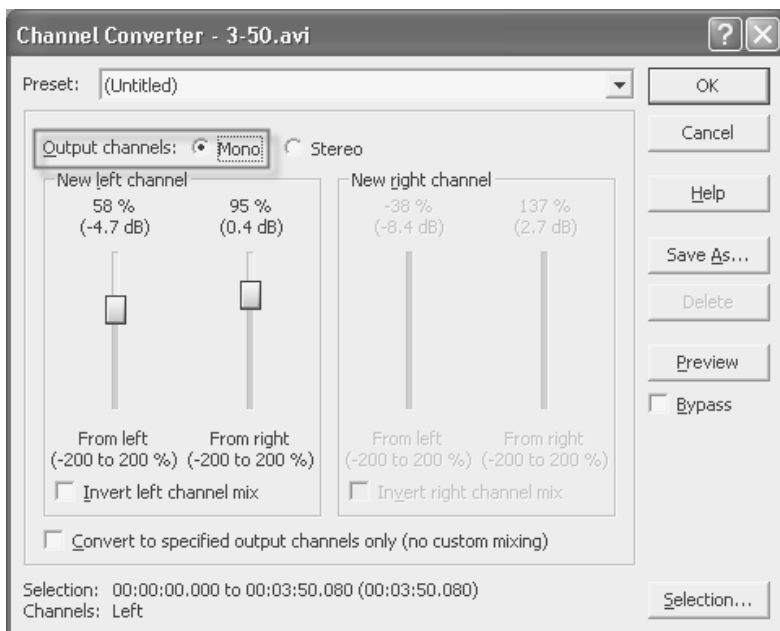 Channel Converter - 3-50.avi
Preset: (Untitled)
OK
Cancel
Help
Save As...
Delete
Preview
Bypass
Output channels: Mono Stereo
New left channel
58 % 95 %
(-4.7 dB) (0.4 dB)
From left From right
(-200 to 200 %) (-200 to 200 %)
Invert left channel mix
New right channel
-38 % 137 %
(-8.4 dB) (2.7 dB)
From left From right
(-200 to 200 %) (-200 to 200 %)
Invert right channel mix
Convert to specified output channels only (no custom mixing)
Selection: 00:00:00.000 to 00:03:50.080 (00:03:50.080)
Channels: Left
Selection...